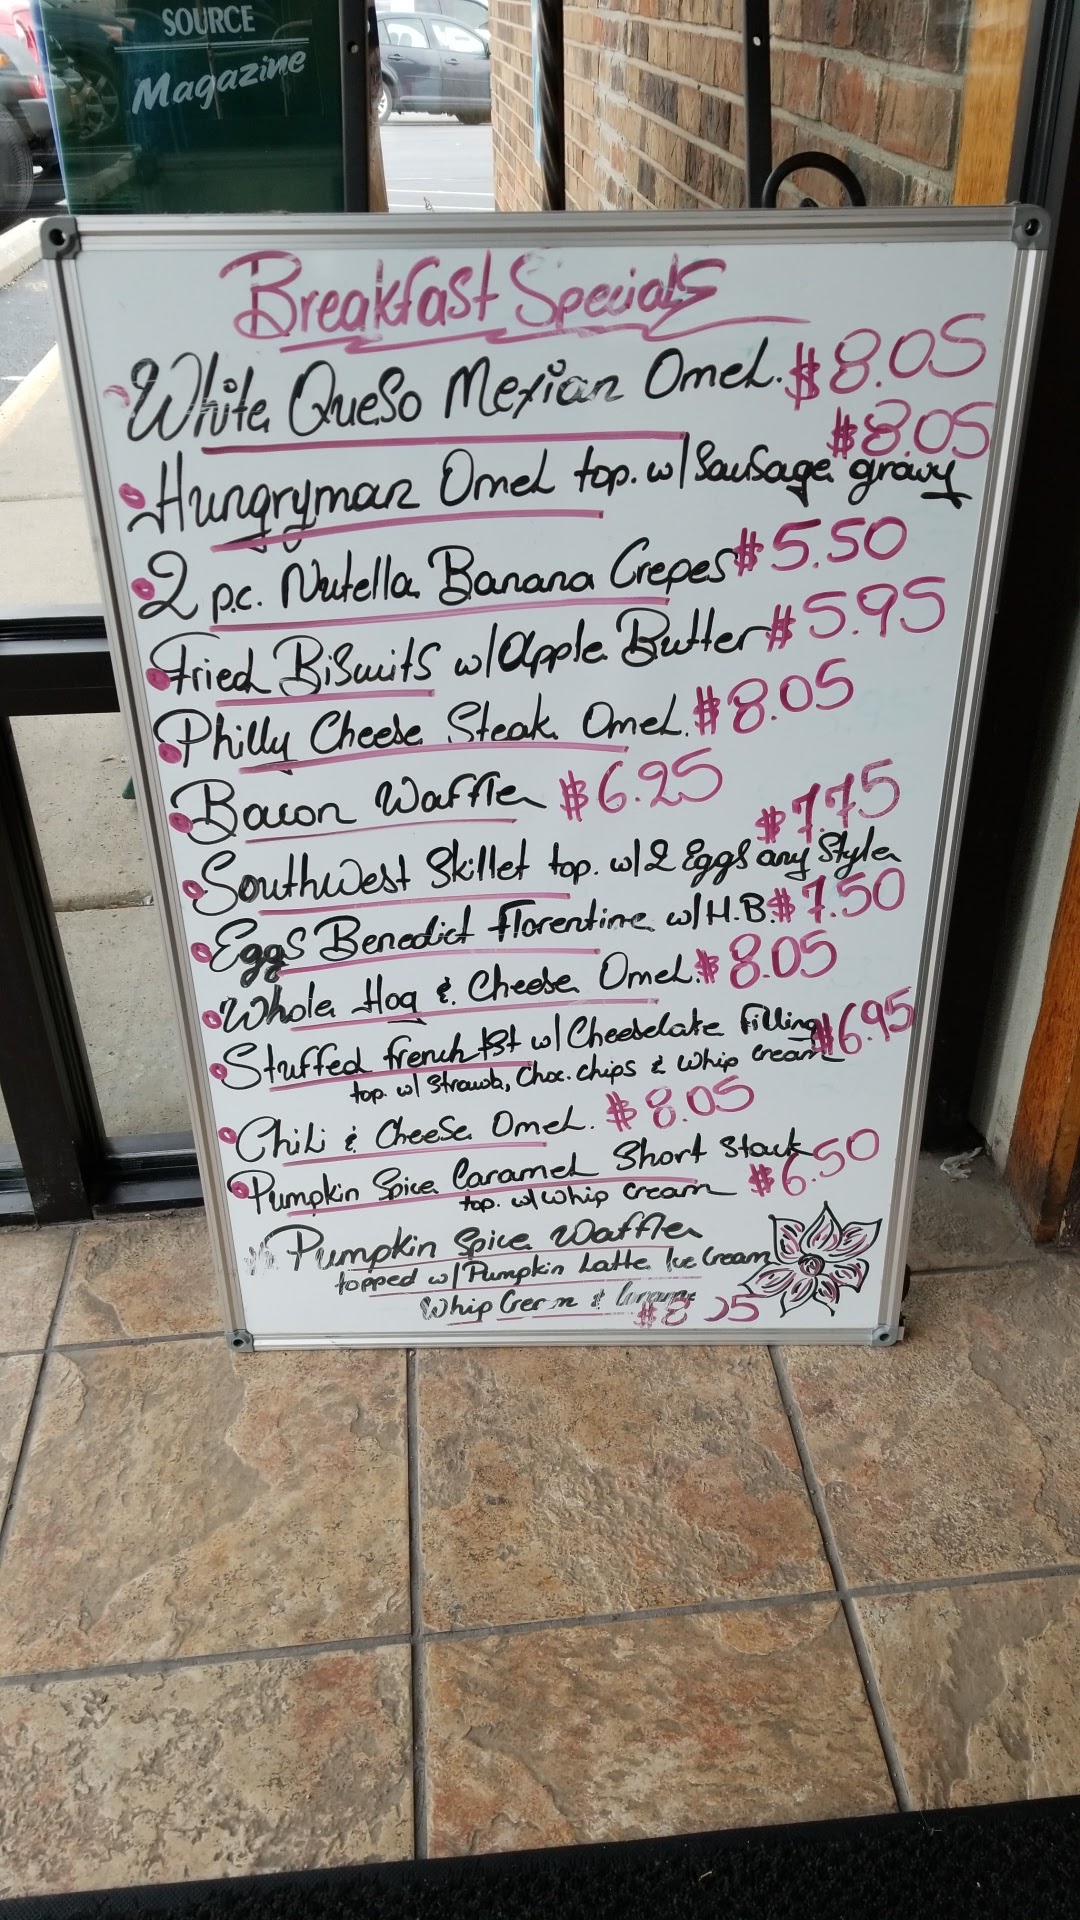 SOURCE
Magazine
Breakfast Specials
White Queso Mexian Omel. $8.05
$8.05
Hungryman Omel top. w/ Sausage gravy
2 p.c. Nutella Banana Crepes $5.50
Fried Biscuits w/ Apple Butter $5.95
Philly Cheese Steak Omel. $8.05
Bacon Waffle $6.25
$7.75
Southwest Skillet top. w/ 2 Eggs any Style
Eggs Benedict Florentine w/ H.B. $7.50
Whole Hog & Cheese Omel. $8.05
Stuffed french tst w/ Cheeselate Filling $6.95
top. w/ Strawb, Choc. chips & Whip cream
Chili & Cheese Omel. $8.05
Pumpkin Spice Caramel Short Stack
top. w/ Whip cream $6.50
Pumpkin Spice Waffle
topped w/ Pumpkin Latte Ice Cream
Whip Cream &